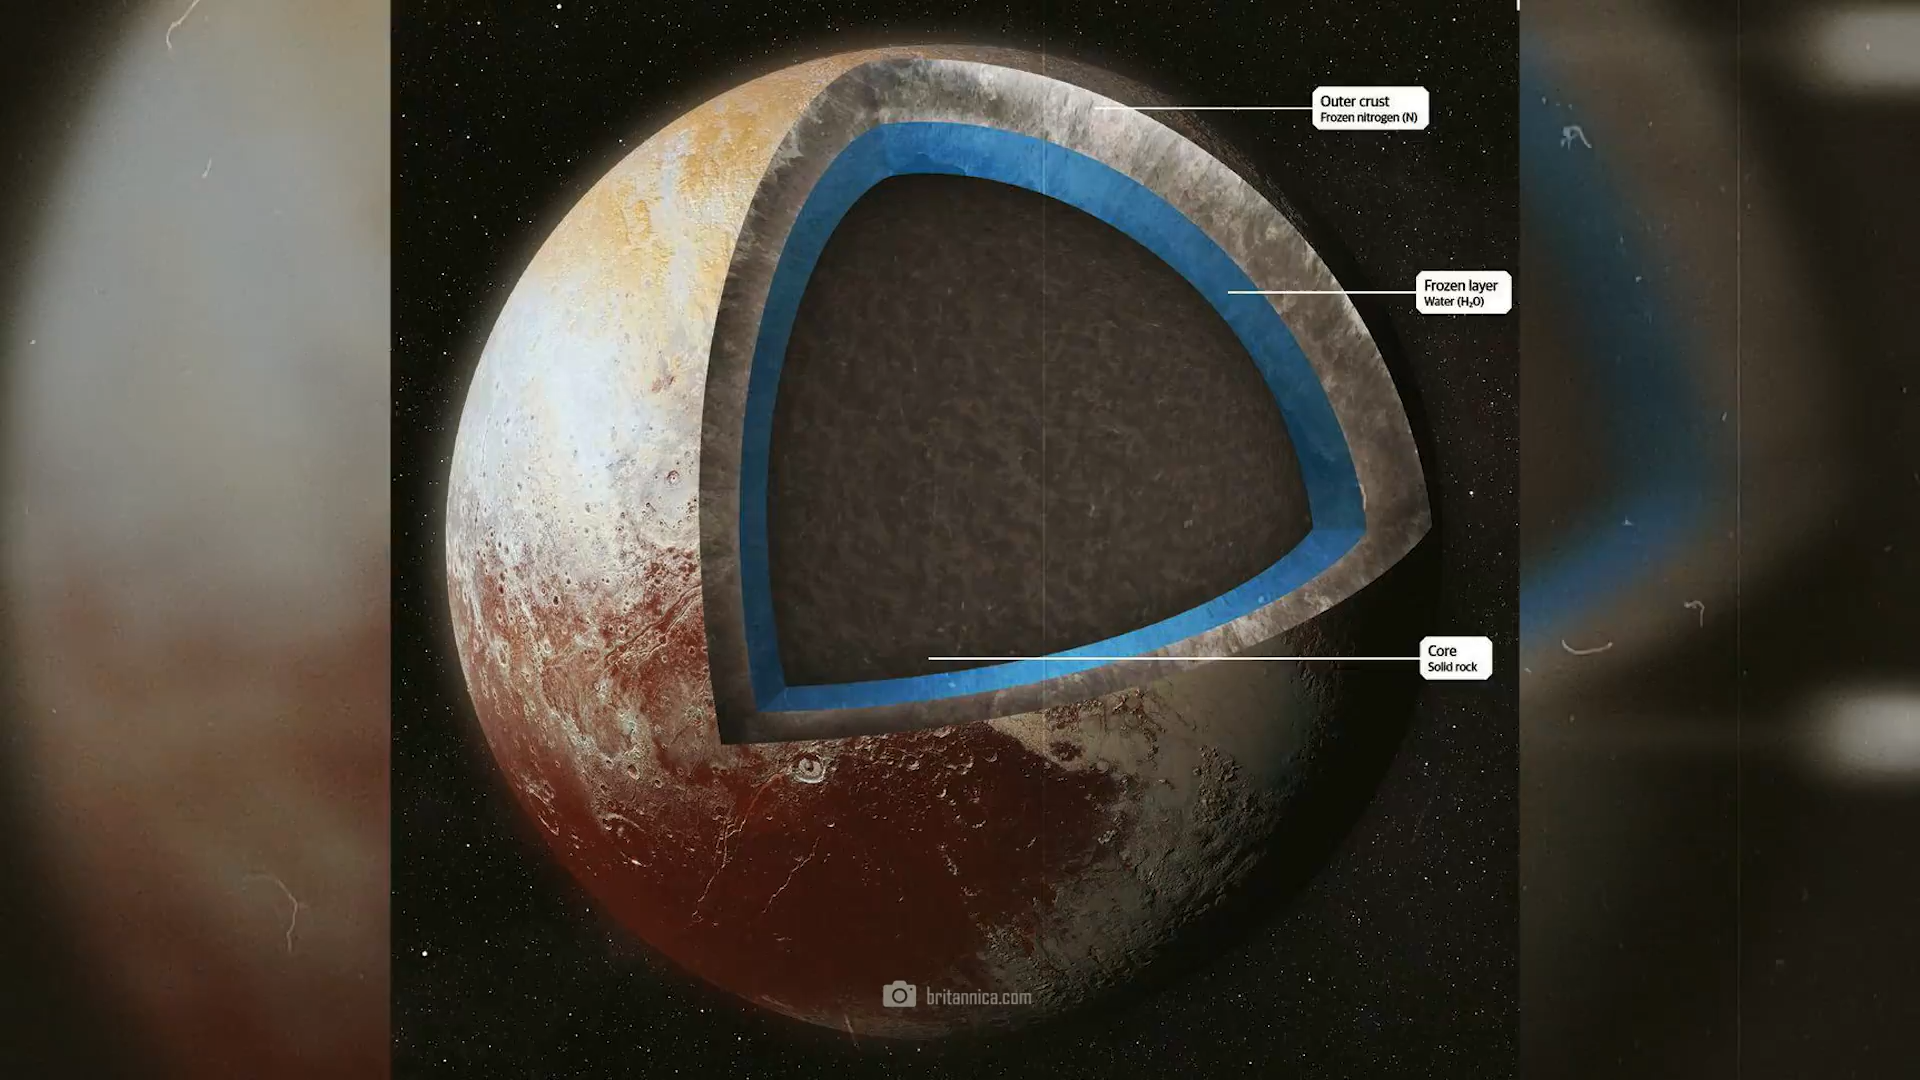 Outer crust
Frozen nitrogen (N)
Frozen layer
Water (H₂O)
Core
Solid rock
britannica.com